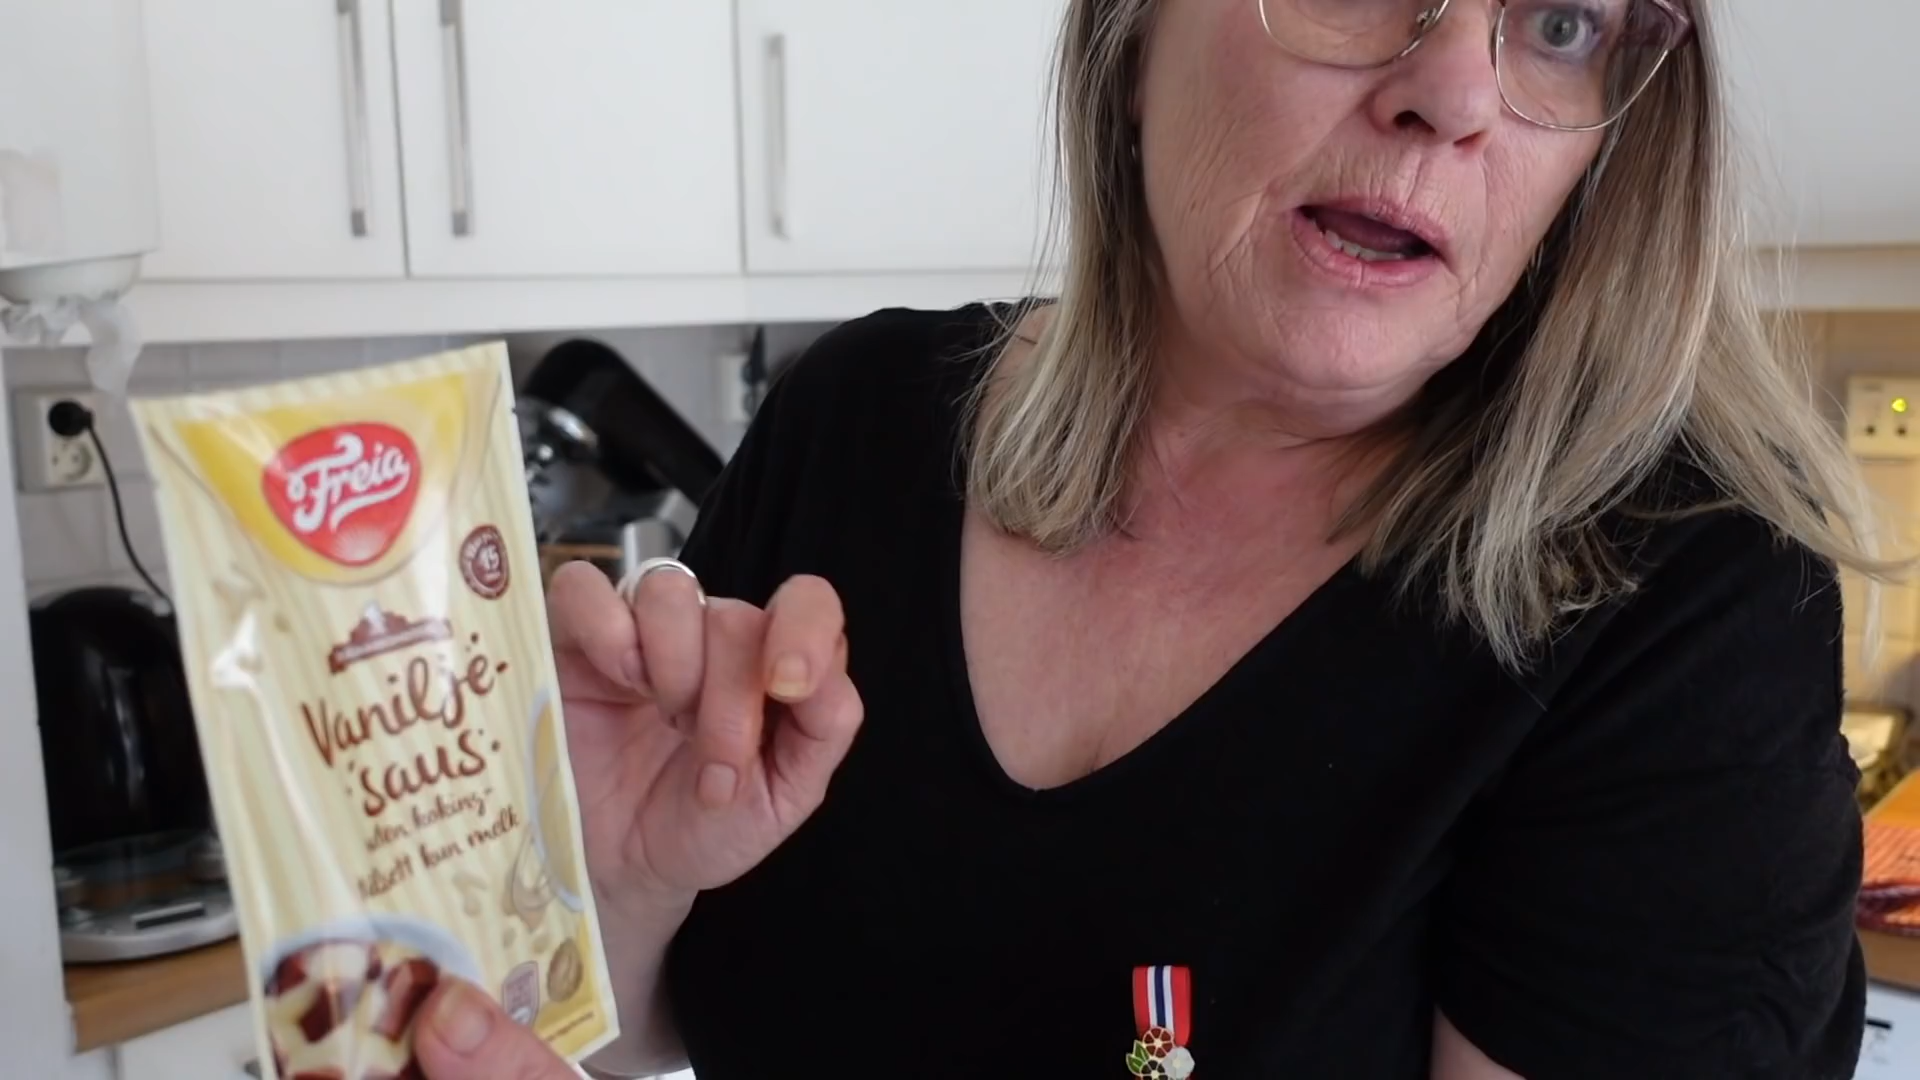 Freia
Vanilje-
saus
uten koking-
tilsett kun melk